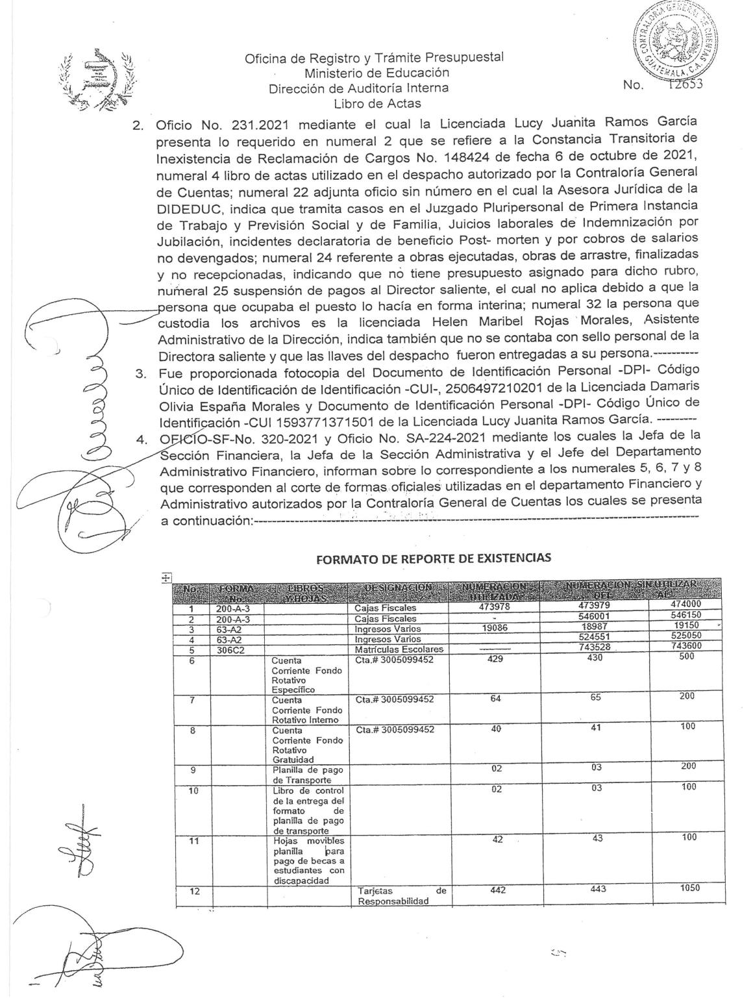 CONTRALORÍA GENERAL DE CUENTAS
GUATEMALA, C.A.
Oficina de Registro y Trámite Presupuestal
Ministerio de Educación
Dirección de Auditoría Interna
Libro de Actas
No. 12653
2. Oficio No. 231.2021 mediante el cual la Licenciada Lucy Juanita Ramos García
presenta lo requerido en numeral 2 que se refiere a la Constancia Transitoria de
Inexistencia de Reclamación de Cargos No. 148424 de fecha 6 de octubre de 2021,
numeral 4 libro de actas utilizado en el despacho autorizado por la Contraloría General
de Cuentas; numeral 22 adjunta oficio sin número en el cual la Asesora Jurídica de la
DIDEDUC, indica que tramita casos en el Juzgado Pluripersonal de Primera Instancia
de Trabajo y Previsión Social y de Familia, Juicios laborales de Indemnización por
Jubilación, incidentes declaratoria de beneficio Post- morten y por cobros de salarios
no devengados; numeral 24 referente a obras ejecutadas, obras de arrastre, finalizadas
y no recepcionadas, indicando que no tiene presupuesto asignado para dicho rubro,
numeral 25 suspensión de pagos al Director saliente, el cual no aplica debido a que la
persona que ocupaba el puesto lo hacía en forma interina; numeral 32 la persona que
custodia los archivos es la licenciada Helen Maribel Rojas Morales, Asistente
Administrativo de la Dirección, indica también que no se contaba con sello personal de la
Directora saliente y que las llaves del despacho fueron entregadas a su persona.----------
3. Fue proporcionada fotocopia del Documento de Identificación Personal -DPI- Código
Único de Identificación de Identificación -CUI-, 2506497210201 de la Licenciada Damaris
Olivia España Morales y Documento de Identificación Personal -DPI- Código Único de
Identificación -CUI 1593771371501 de la Licenciada Lucy Juanita Ramos García. ---------
4. OFICIO-SF-No. 320-2021 y Oficio No. SA-224-2021 mediante los cuales la Jefa de la
Sección Financiera, la Jefa de la Sección Administrativa y el Jefe del Departamento
Administrativo Financiero, informan sobre lo correspondiente a los numerales 5, 6, 7 y 8
que corresponden al corte de formas oficiales utilizadas en el departamento Financiero y
Administrativo autorizados por la Contraloría General de Cuentas los cuales se presenta
a continuación:----------------------------------------------------------------------------------------------------
FORMATO DE REPORTE DE EXISTENCIAS
No. FORMA No. LIBROS Y HOJAS DESIGNACION NUMERACION UTILIZADA NUMERACION SIN UTILIZAR DEL AL
1 200-A-3 Cajas Fiscales 473978 473979 474000
2 200-A-3 Cajas Fiscales - 546001 546150
3 63-A2 Ingresos Varios 19086 18987 19150
4 63-A2 Ingresos Varios 524551 525050
5 306C2 Matrículas Escolares ------- 743528 743600
6 Cuenta Cta.# 3005099452 429 430 500
Corriente Fondo
Rotativo
Específico
7 Cuenta Cta.# 3005099452 64 65 200
Corriente Fondo
Rotativo Interno
8 Cuenta Cta.# 3005099452 40 41 100
Corriente Fondo
Rotativo
Gratuidad
9 Planilla de pago 02 03 200
de Transporte
10 Libro de control 02 03 100
de la entrega del
formato de
planilla de pago
de transporte
11 Hojas movibles 42 43 100
planilla para
pago de becas a
estudiantes con
discapacidad
12 Tarjetas de 442 443 1050
Responsabilidad